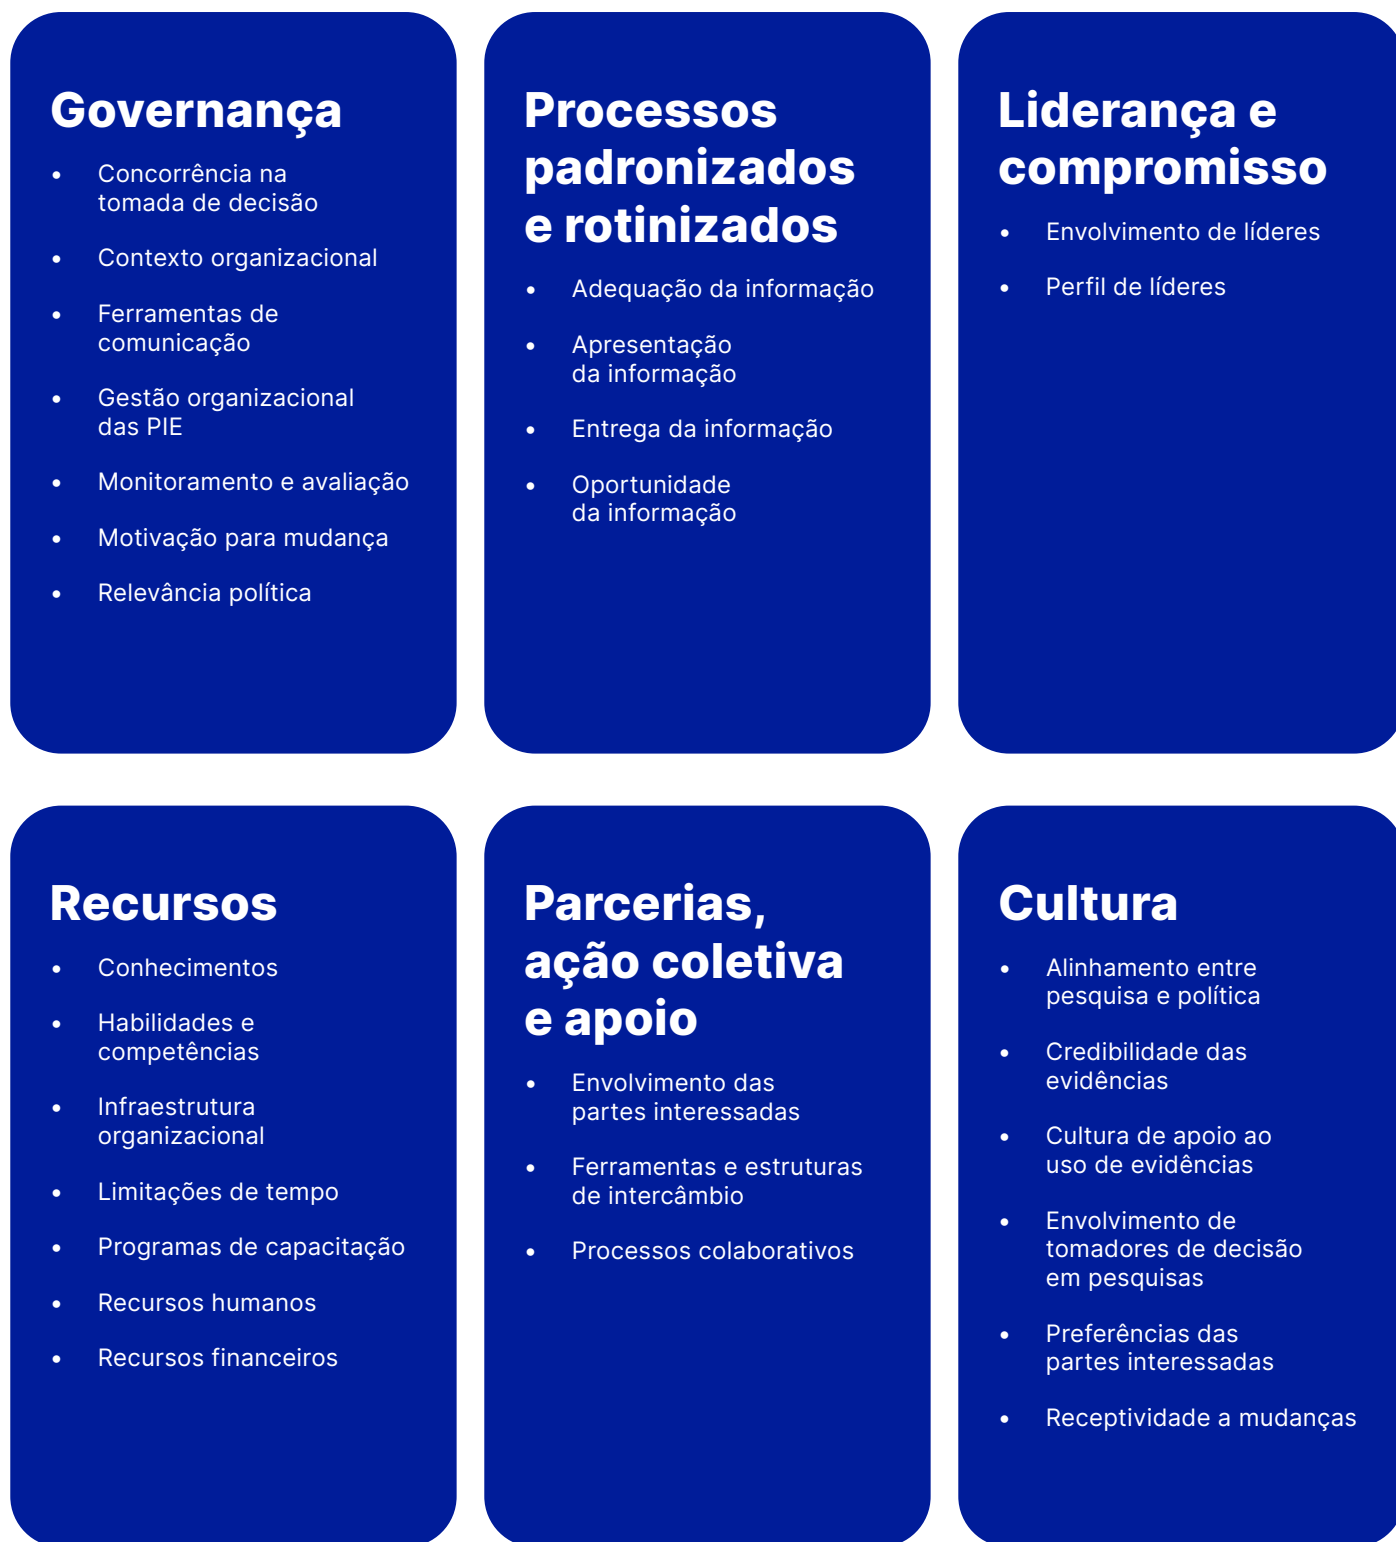 Governança
• Concorrência na
tomada de decisão
• Contexto organizacional
• Ferramentas de
comunicação
• Gestão organizacional
das PIE
• Monitoramento e avaliação
• Motivação para mudança
• Relevância política
Processos
padronizados
e rotinizados
• Adequação da informação
• Apresentação
da informação
• Entrega da informação
• Oportunidade
da informação
Liderança e
compromisso
• Envolvimento de líderes
• Perfil de líderes
Recursos
• Conhecimentos
• Habilidades e
competências
• Infraestrutura
organizacional
• Limitações de tempo
• Programas de capacitação
• Recursos humanos
• Recursos financeiros
Parcerias,
ação coletiva
e apoio
• Envolvimento das
partes interessadas
• Ferramentas e estruturas
de intercâmbio
• Processos colaborativos
Cultura
• Alinhamento entre
pesquisa e política
• Credibilidade das
evidências
• Cultura de apoio ao
uso de evidências
• Envolvimento de
tomadores de decisão
em pesquisas
• Preferências das
partes interessadas
• Receptividade a mudanças